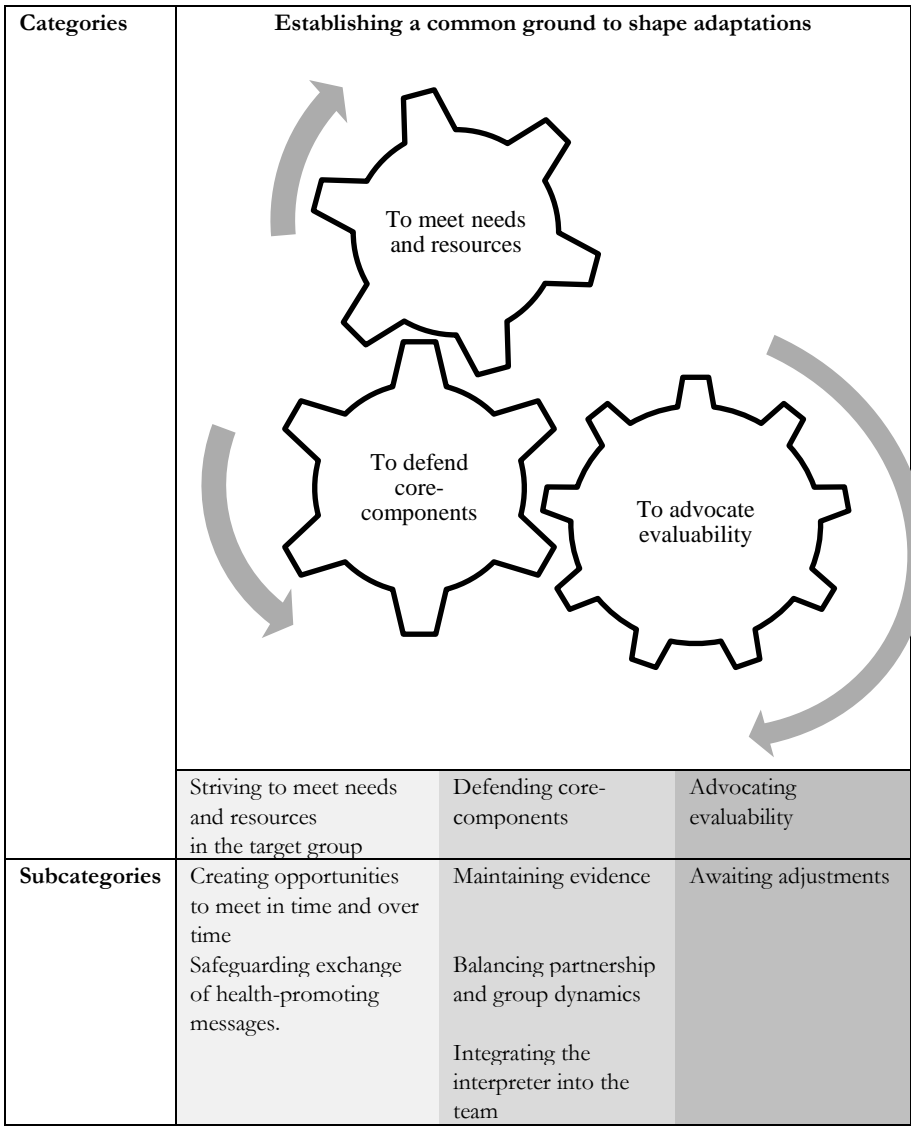 Categories
Establishing a common ground to shape adaptations
To meet needs
and resources
To defend
core-
components
To advocate
evaluability
Striving to meet needs
and resources
in the target group
Defending core-
components
Advocating
evaluability
Subcategories
Creating opportunities
to meet in time and over
time
Safeguarding exchange
of health-promoting
messages.
Maintaining evidence
Balancing partnership
and group dynamics
Integrating the
interpreter into the
team
Awaiting adjustments